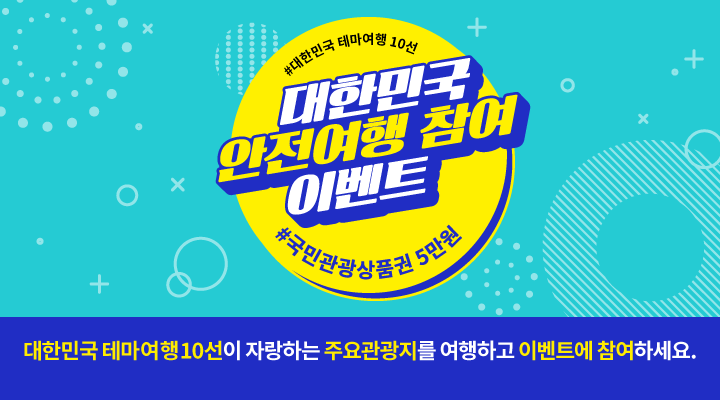 #대한민국 테마여행 10선
대한민국
안전여행 참여
이벤트
#국민관광상품권 5만원
대한민국 테마여행10선이 자랑하는 주요관광지를 여행하고 이벤트에 참여하세요.